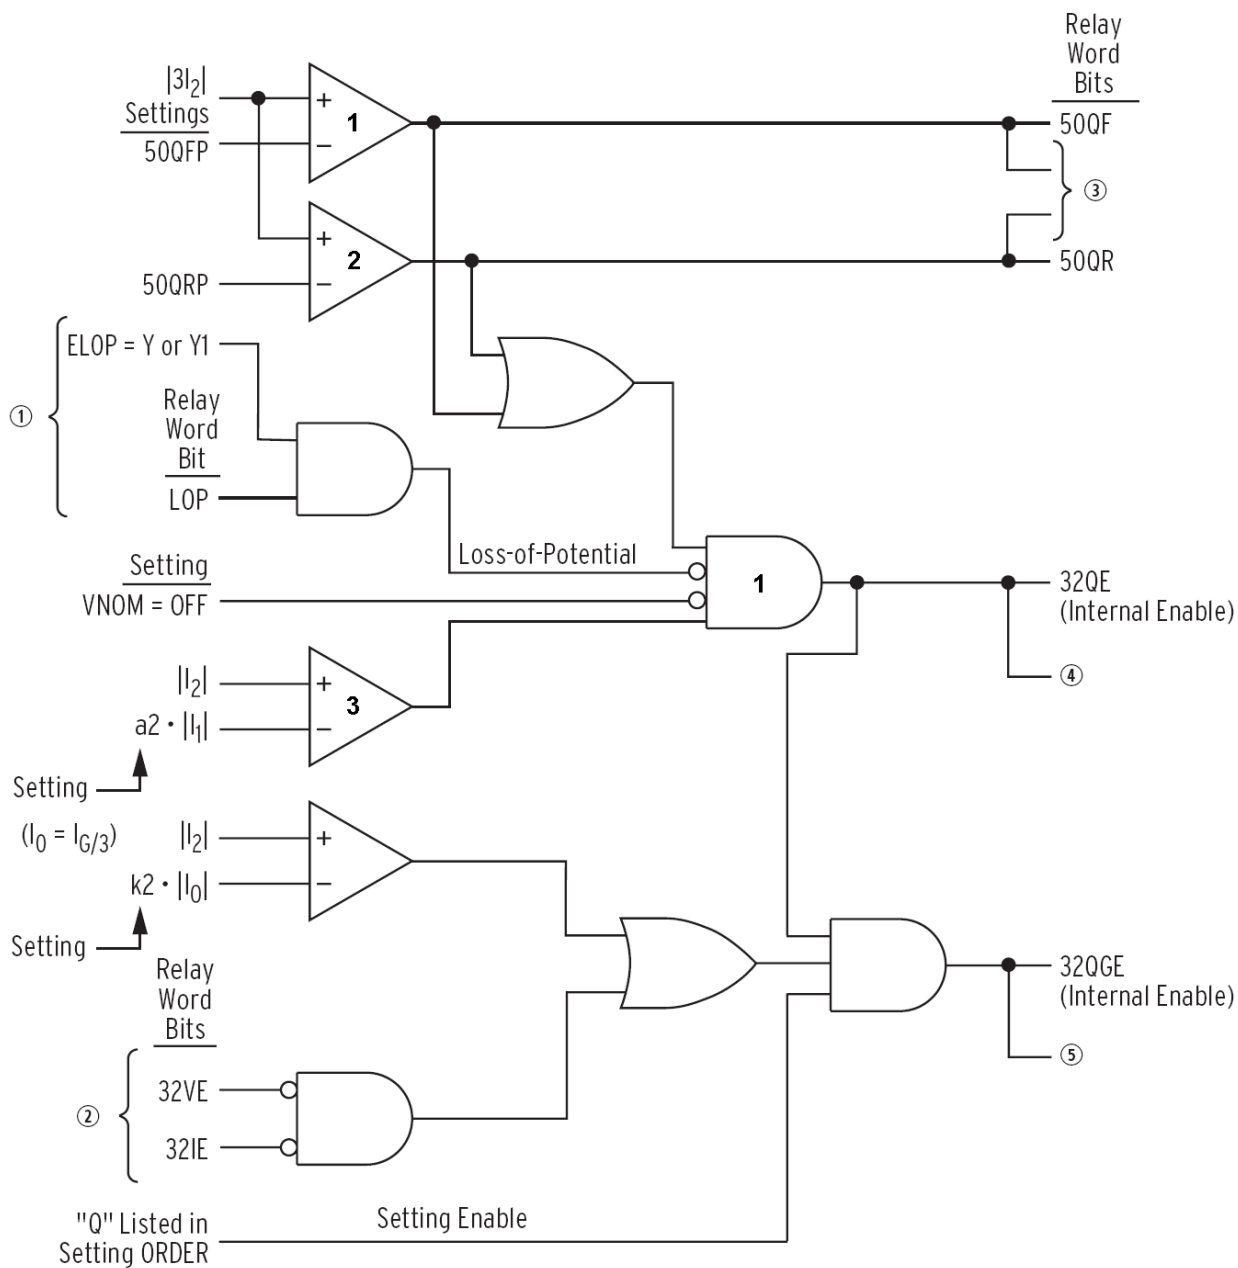 Relay
Word
Bits
|3I2|
Settings
50QFP
+
−
1
50QF
③
+
−
2
50QRP
50QR
①
ELOP = Y or Y1
Relay
Word
Bit
LOP
Loss-of-Potential
Setting
VNOM = OFF
1
32QE
(Internal Enable)
④
|I2|
a2 • |I1|
+
−
3
Setting
(I0 = IG/3)
|I2|
k2 • |I0|
+
−
Setting
32QGE
(Internal Enable)
⑤
Relay
Word
Bits
②
32VE
32IE
"Q" Listed in
Setting ORDER
Setting Enable